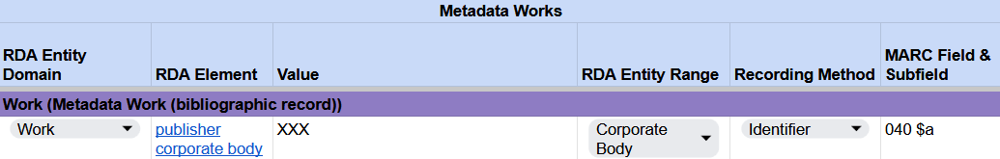 Metadata Works
RDA Entity Domain RDA Element Value RDA Entity Range Recording Method MARC Field & Subfield
Work (Metadata Work (bibliographic record))
Work publisher corporate body XXX Corporate Body Identifier 040 $a